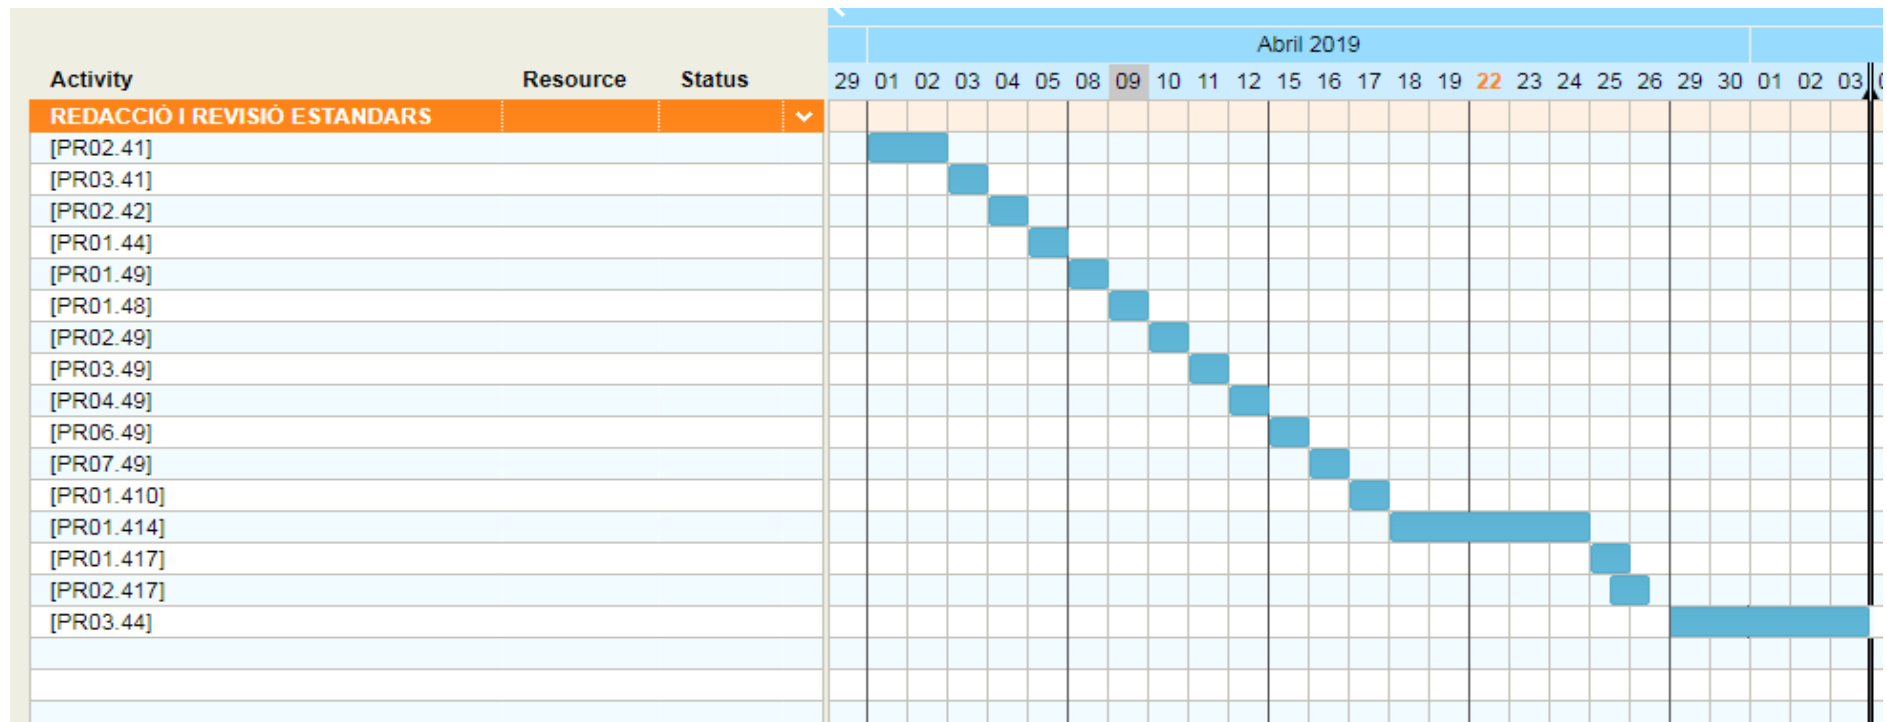 Abril 2019
Activity Resource Status 29 01 02 03 04 05 08 09 10 11 12 15 16 17 18 19 22 23 24 25 26 29 30 01 02 03
REDACCIÓ I REVISIÓ ESTANDARS
[PR02.41]
[PR03.41]
[PR02.42]
[PR01.44]
[PR01.49]
[PR01.48]
[PR02.49]
[PR03.49]
[PR04.49]
[PR06.49]
[PR07.49]
[PR01.410]
[PR01.414]
[PR01.417]
[PR02.417]
[PR03.44]